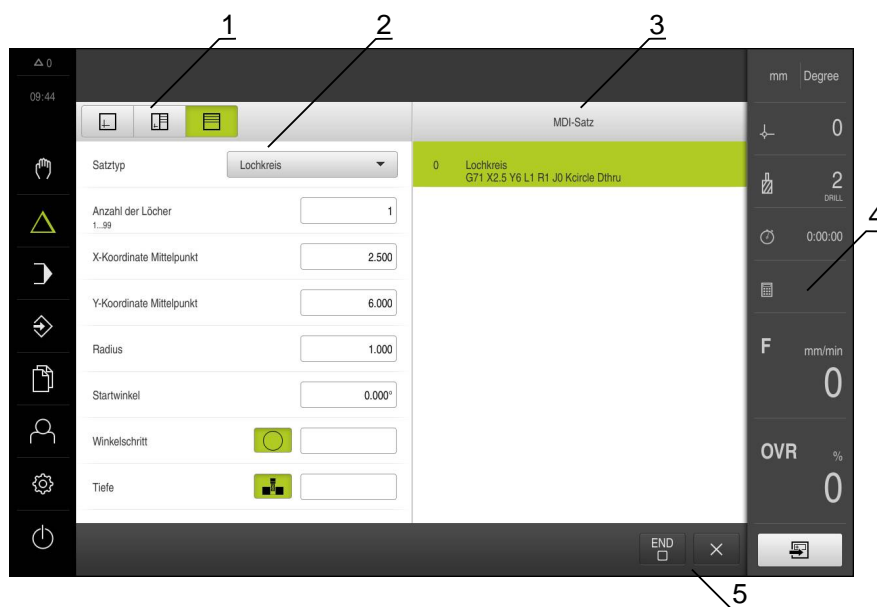 1
2
3
0
09:44
mm Degree
MDI-Satz
0
Satztyp
Lochkreis
0 Lochkreis
G71 X2.5 Y6 L1 R1 J0 Kcircle Dthru
2
DRILL
Anzahl der Löcher
1...99
1
4
0:00:00
X-Koordinate Mittelpunkt
2.500
Y-Koordinate Mittelpunkt
6.000
Radius
1.000
F mm/min
0
Startwinkel
0.000°
Winkelschritt
OVR %
0
Tiefe
END
5